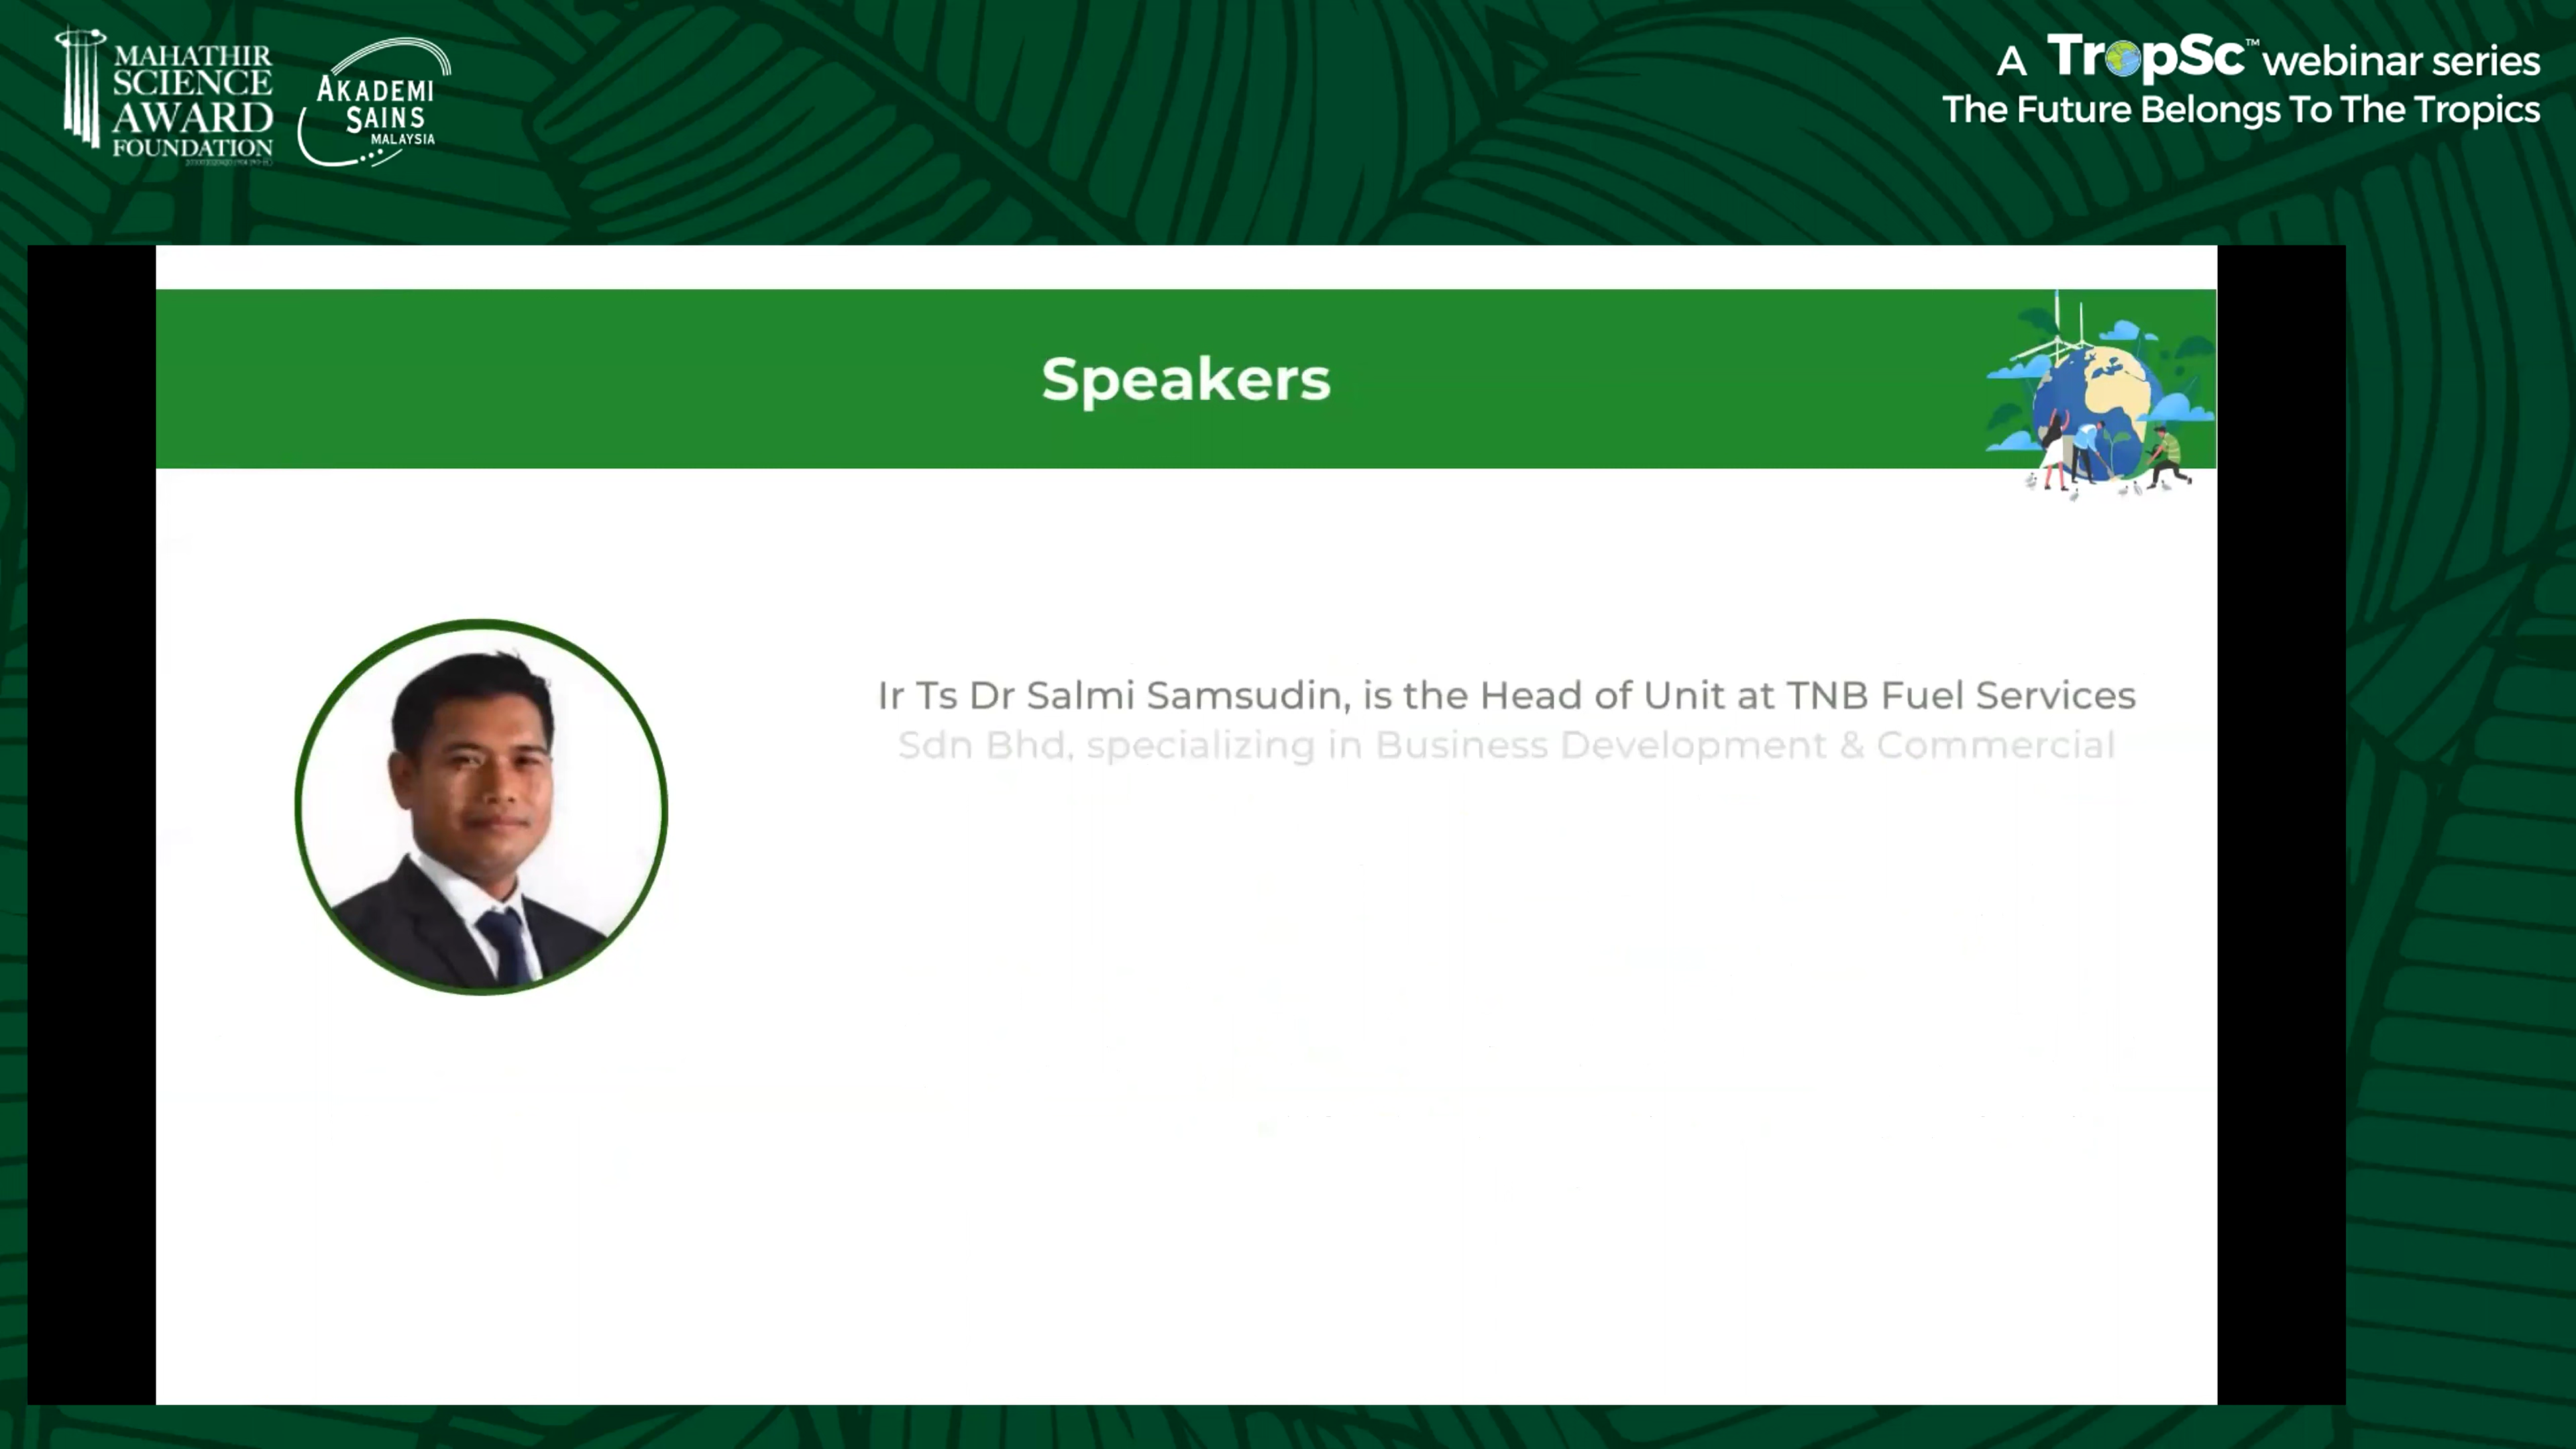 MAHATHIR
SCIENCE
AWARD
FOUNDATION
AKADEMI
SAINS
MALAYSIA
A TropSc™ webinar series
The Future Belongs To The Tropics
Speakers
Ir Ts Dr Salmi Samsudin, is the Head of Unit at TNB Fuel Services
Sdn Bhd, specializing in Business Development & Commercial